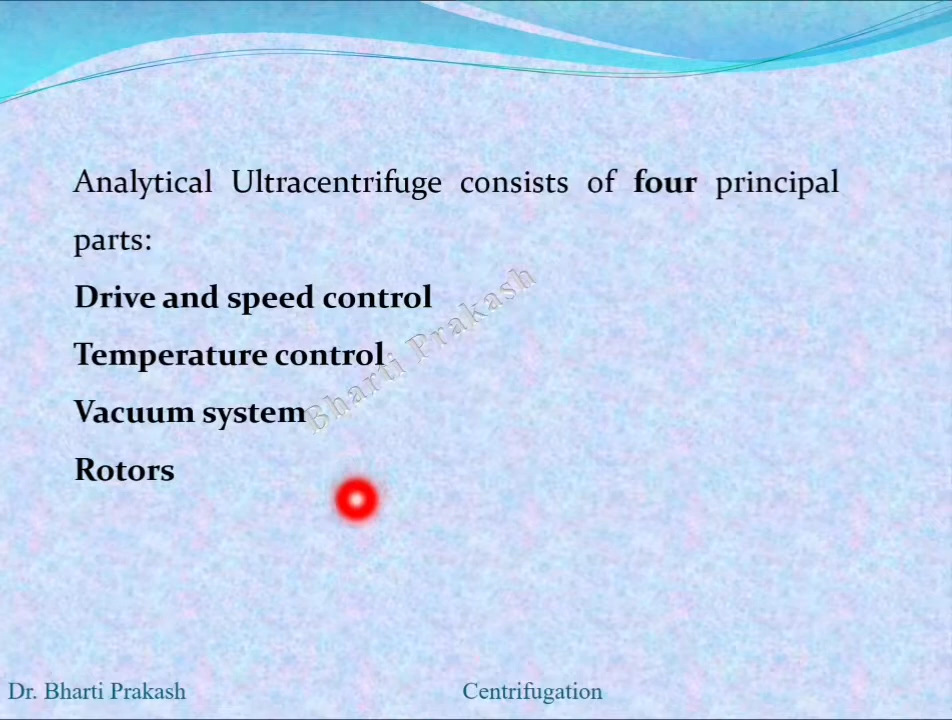 Analytical Ultracentrifuge consists of four principal
parts:
Drive and speed control
Temperature control
Vacuum system
Rotors
Bharti Prakash
Dr. Bharti Prakash
Centrifugation